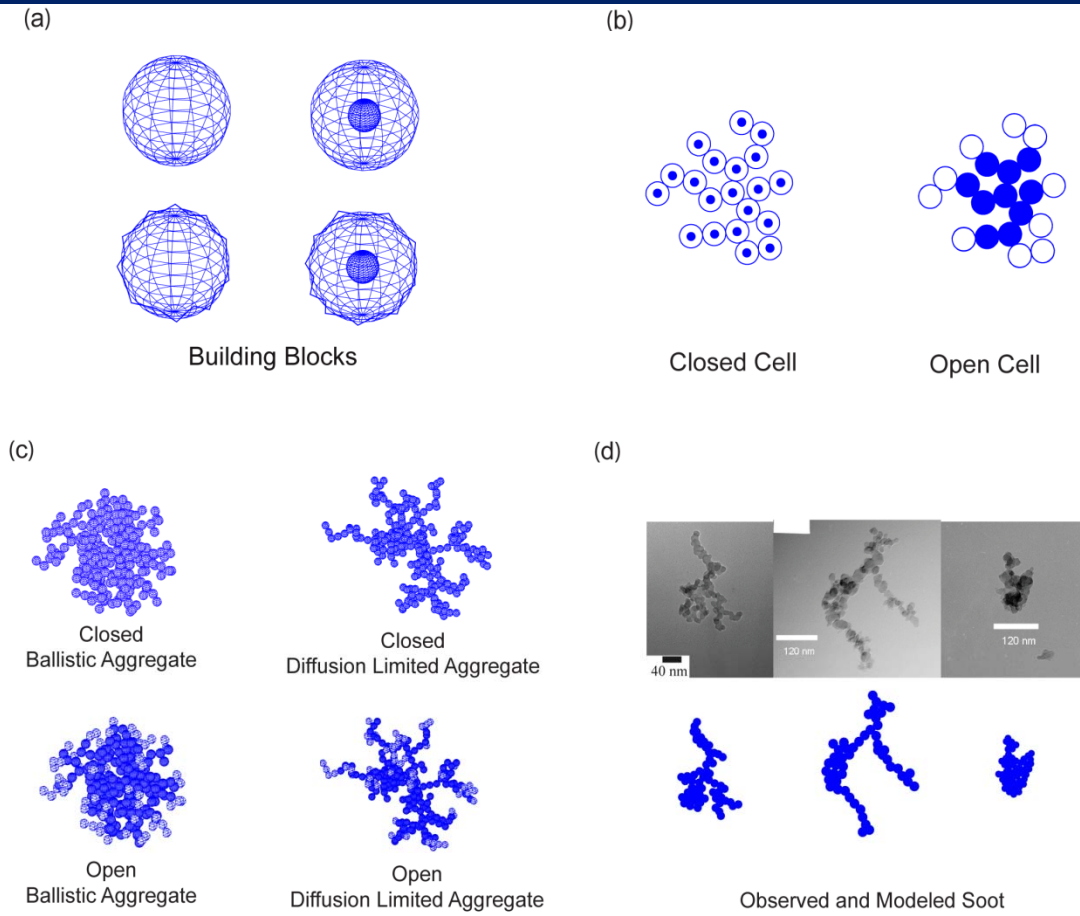 (a)
(b)
Building Blocks
Closed Cell
Open Cell
(c)
(d)
Closed
Ballistic Aggregate
Closed
Diffusion Limited Aggregate
40 nm
120 nm
120 nm
Open
Ballistic Aggregate
Open
Diffusion Limited Aggregate
Observed and Modeled Soot